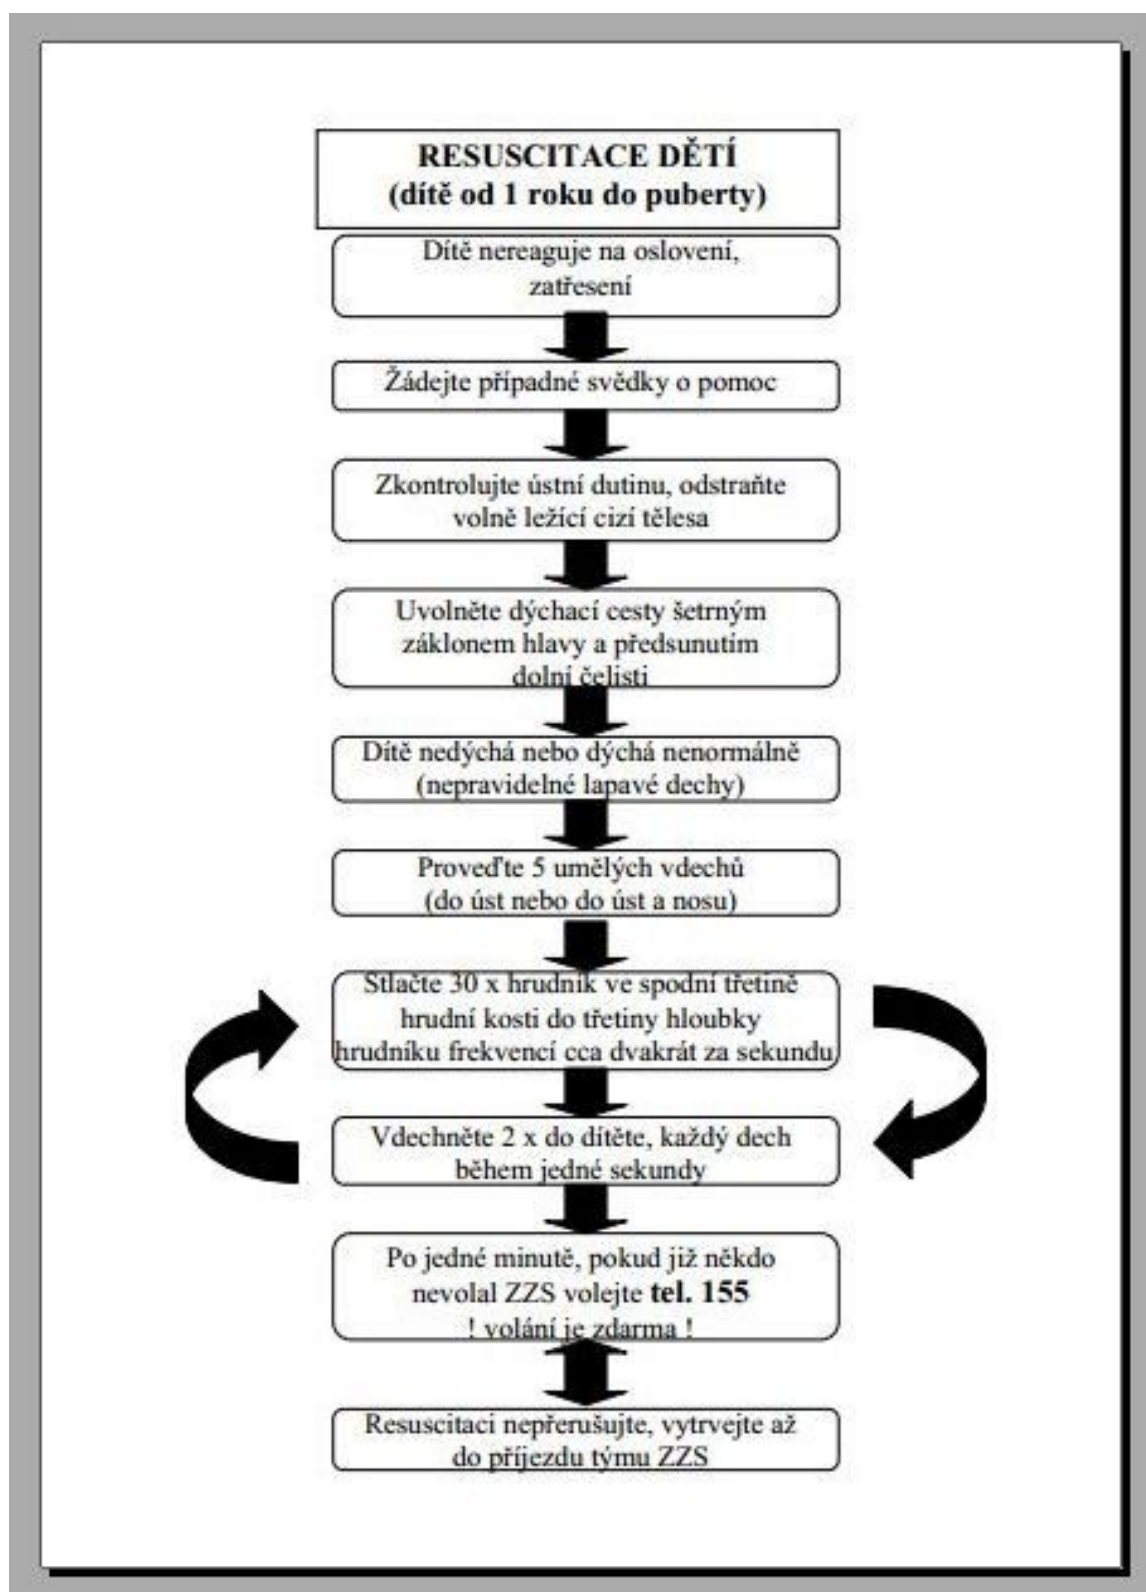 RESUSCITACE DĚTÍ
(dítě od 1 roku do puberty)
Dítě nereaguje na oslovení,
zatřesení
Žádejte případné svědky o pomoc
Zkontrolujte ústní dutinu, odstraňte
volně ležící cizí tělesa
Uvolněte dýchací cesty šetrným
záklonem hlavy a předsunutím
dolní čelisti
Dítě nedýchá nebo dýchá nenormálně
(nepravidelné lapavé dechy)
Proveďte 5 umělých vdechů
(do úst nebo do úst a nosu)
Stlačte 30 x hrudník ve spodní třetině
hrudní kosti do třetiny hloubky
hrudníku frekvencí cca dvakrát za sekundu
Vdechněte 2 x do dítěte, každý dech
během jedné sekundy
Po jedné minutě, pokud již někdo
nevolal ZZS volejte tel. 155
! volání je zdarma !
Resuscitaci nepřerušujte, vytrvejte až
do příjezdu týmu ZZS